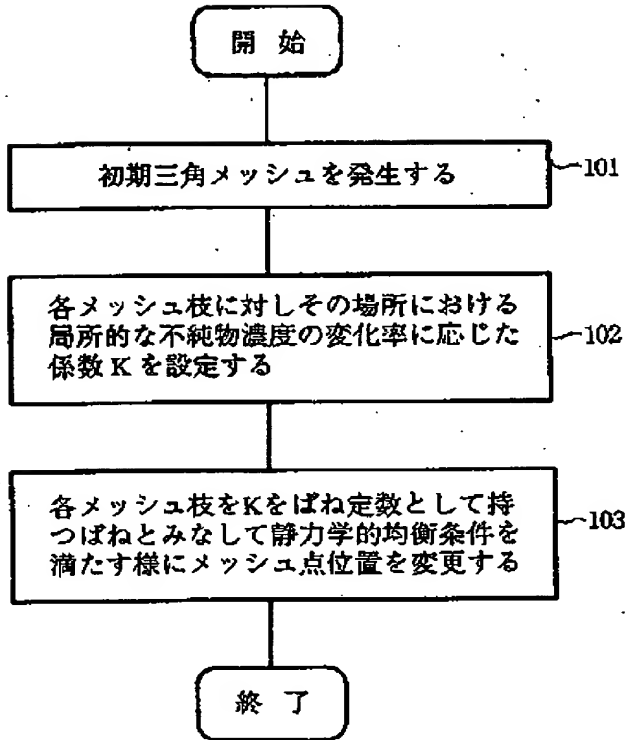 開始
初期三角メッシュを発生する
101
各メッシュ枝に対しその場所における
局所的な不純物濃度の変化率に応じた
係数Kを設定する
102
各メッシュ枝をKをばね定数として持
つばねとみなして静力学的均衡条件を
満たす様にメッシュ点位置を変更する
103
終了